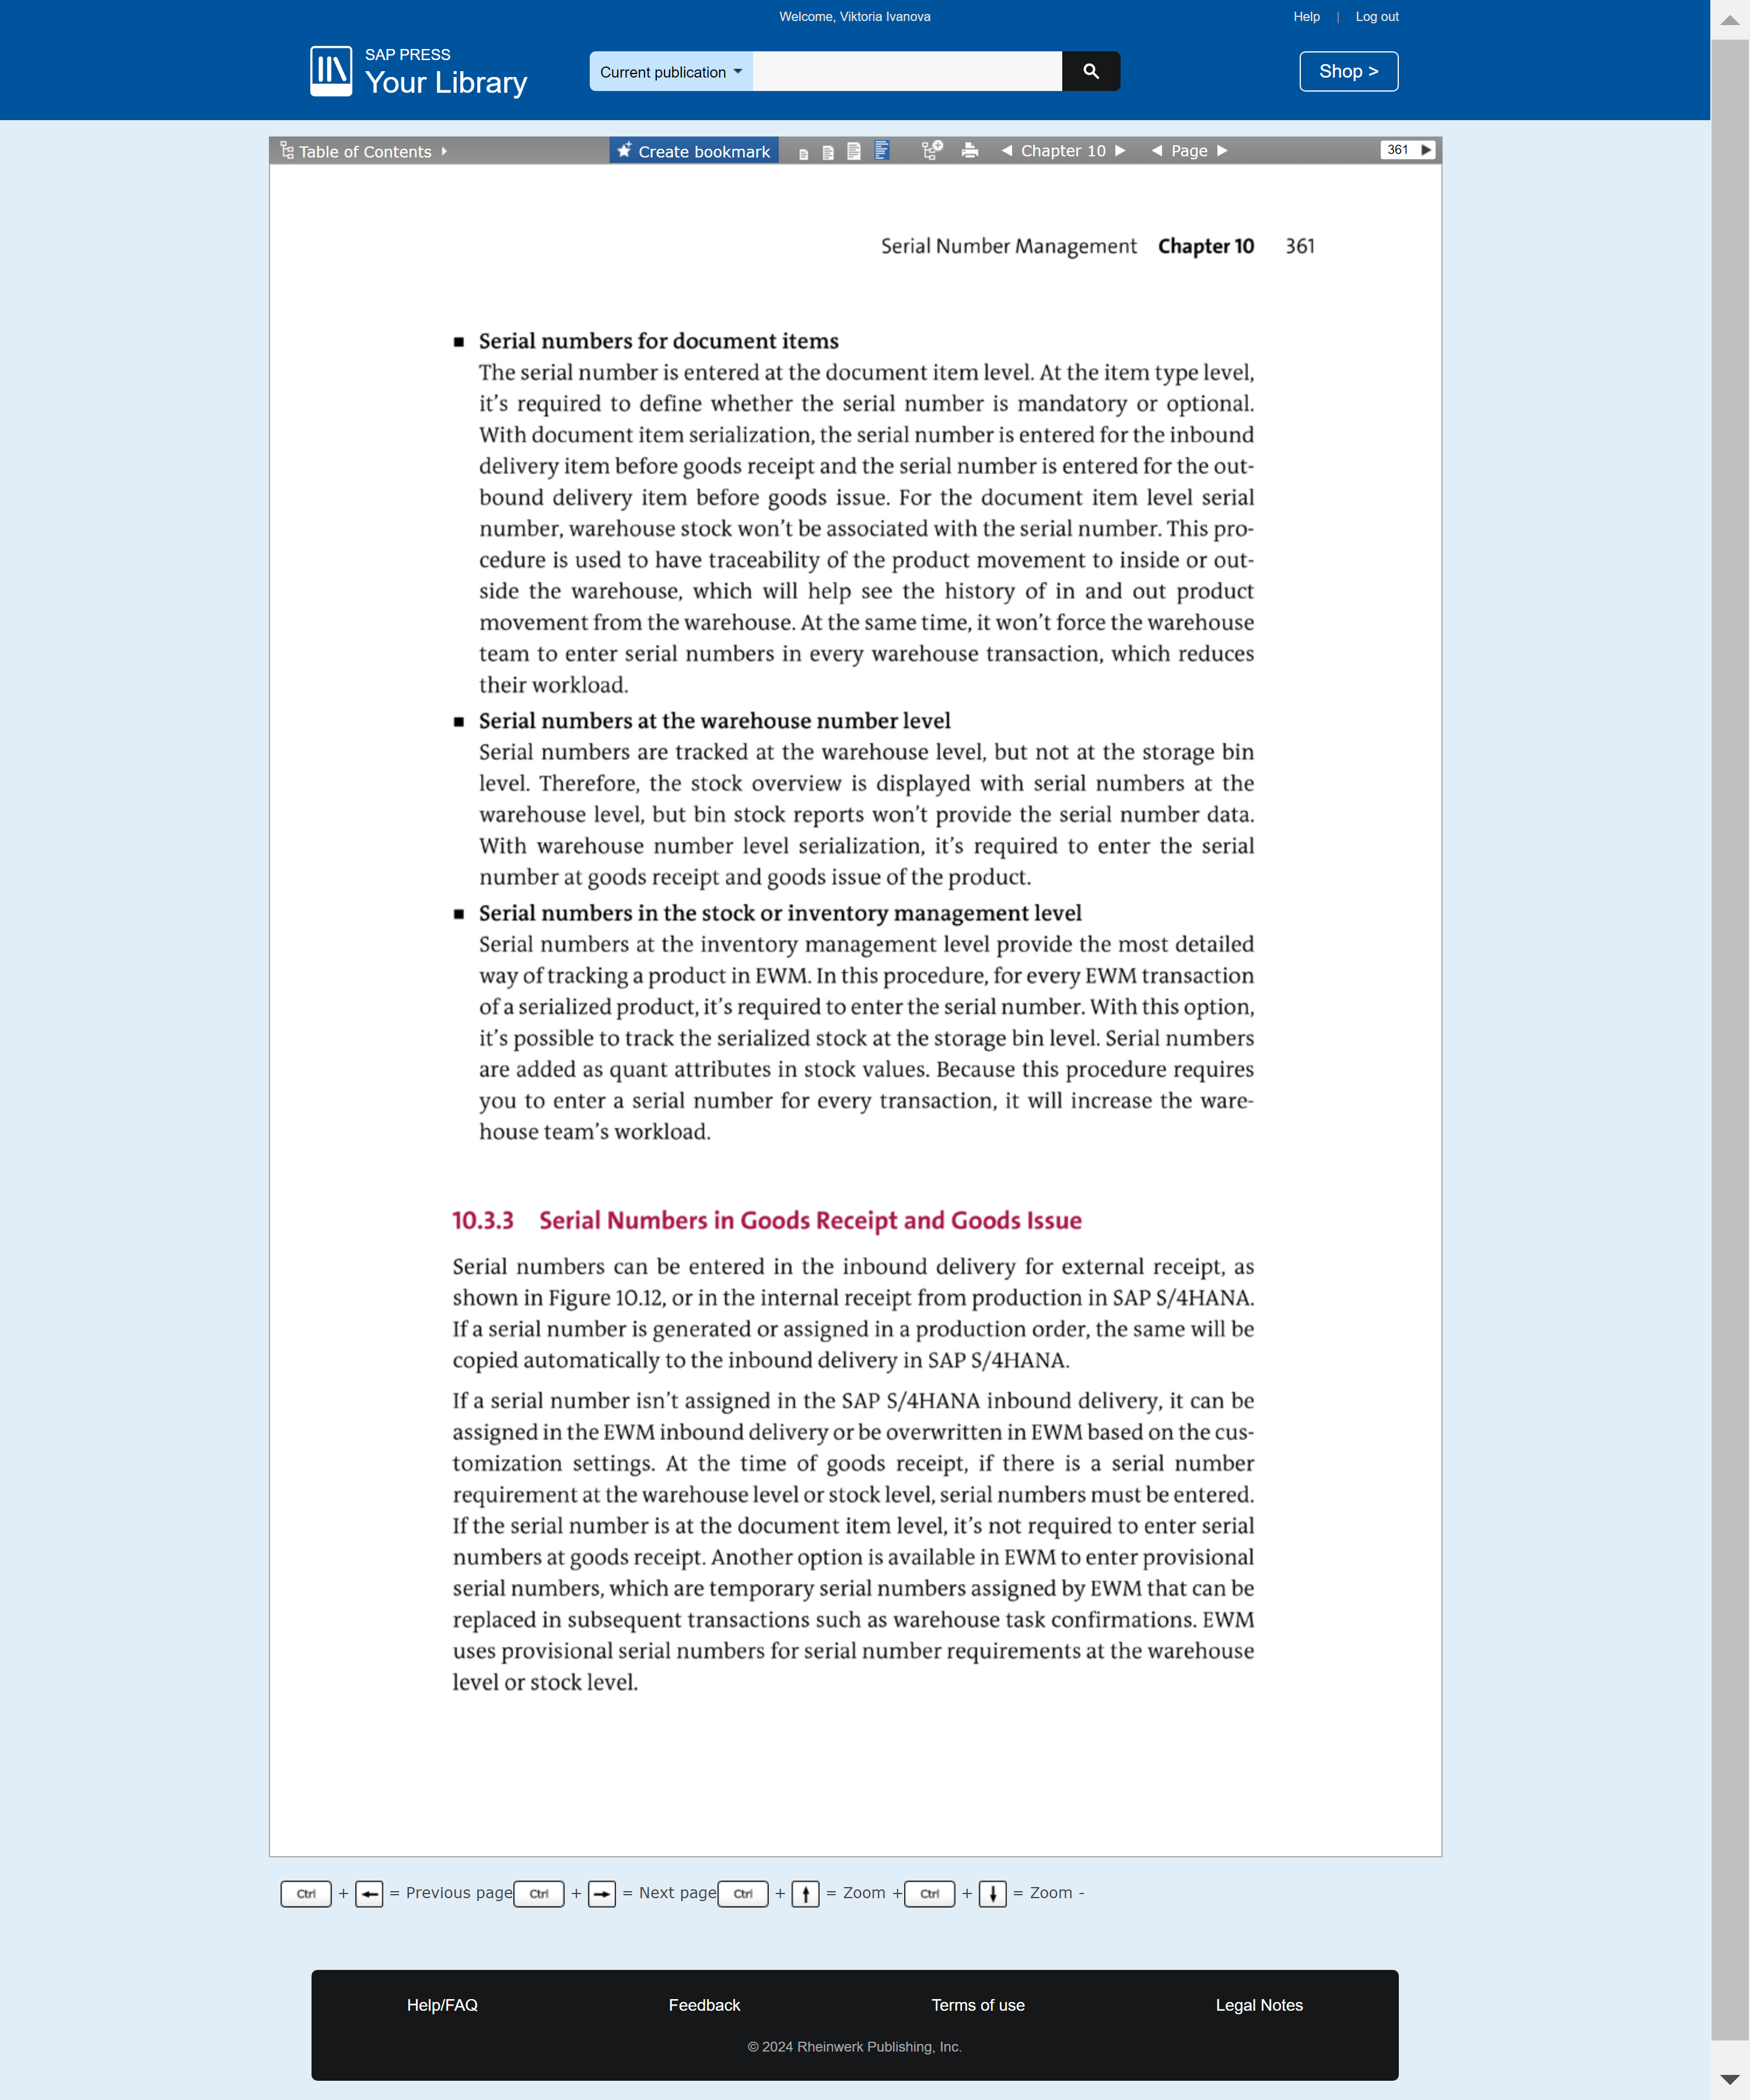 Welcome, Viktoria Ivanova
Help | Log out
SAP PRESS
Your Library
Current publication
Shop >
Table of Contents
Create bookmark
Chapter 10
Page
361
Serial Number Management Chapter 10 361
■ Serial numbers for document items
The serial number is entered at the document item level. At the item type level,
it's required to define whether the serial number is mandatory or optional.
With document item serialization, the serial number is entered for the inbound
delivery item before goods receipt and the serial number is entered for the out-
bound delivery item before goods issue. For the document item level serial
number, warehouse stock won't be associated with the serial number. This pro-
cedure is used to have traceability of the product movement to inside or out-
side the warehouse, which will help see the history of in and out product
movement from the warehouse. At the same time, it won't force the warehouse
team to enter serial numbers in every warehouse transaction, which reduces
their workload.
■ Serial numbers at the warehouse number level
Serial numbers are tracked at the warehouse level, but not at the storage bin
level. Therefore, the stock overview is displayed with serial numbers at the
warehouse level, but bin stock reports won't provide the serial number data.
With warehouse number level serialization, it's required to enter the serial
number at goods receipt and goods issue of the product.
■ Serial numbers in the stock or inventory management level
Serial numbers at the inventory management level provide the most detailed
way of tracking a product in EWM. In this procedure, for every EWM transaction
of a serialized product, it's required to enter the serial number. With this option,
it's possible to track the serialized stock at the storage bin level. Serial numbers
are added as quant attributes in stock values. Because this procedure requires
you to enter a serial number for every transaction, it will increase the ware-
house team's workload.
10.3.3 Serial Numbers in Goods Receipt and Goods Issue
Serial numbers can be entered in the inbound delivery for external receipt, as
shown in Figure 10.12, or in the internal receipt from production in SAP S/4HANA.
If a serial number is generated or assigned in a production order, the same will be
copied automatically to the inbound delivery in SAP S/4HANA.
If a serial number isn't assigned in the SAP S/4HANA inbound delivery, it can be
assigned in the EWM inbound delivery or be overwritten in EWM based on the cus-
tomization settings. At the time of goods receipt, if there is a serial number
requirement at the warehouse level or stock level, serial numbers must be entered.
If the serial number is at the document item level, it's not required to enter serial
numbers at goods receipt. Another option is available in EWM to enter provisional
serial numbers, which are temporary serial numbers assigned by EWM that can be
replaced in subsequent transactions such as warehouse task confirmations. EWM
uses provisional serial numbers for serial number requirements at the warehouse
level or stock level.
Ctrl + ← = Previous page Ctrl + → = Next page Ctrl + ↑ = Zoom + Ctrl + ↓ = Zoom -
Help/FAQ Feedback Terms of use Legal Notes
© 2024 Rheinwerk Publishing, Inc.